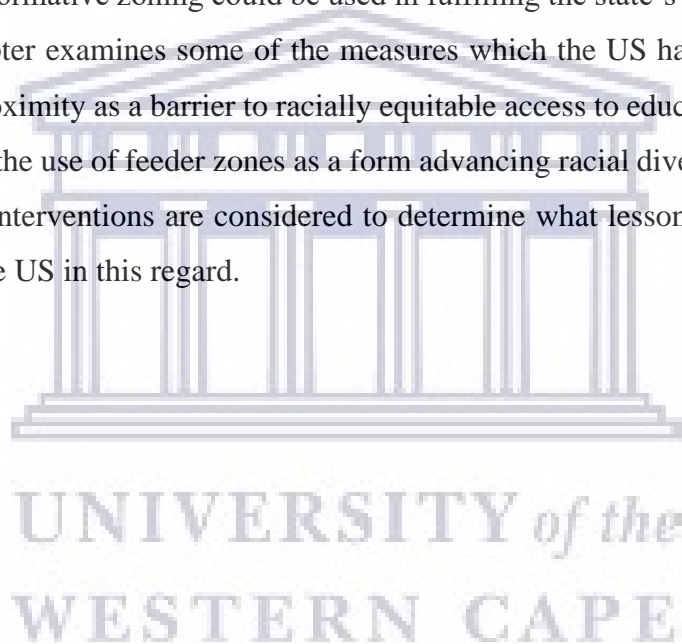 formative zoning could be used in fulfilling the state's
pter examines some of the measures which the US ha
oximity as a barrier to racially equitable access to educ
the use of feeder zones as a form advancing racial dive
interventions are considered to determine what lesson
e US in this regard.
UNIVERSITY of the
WESTERN CAPE